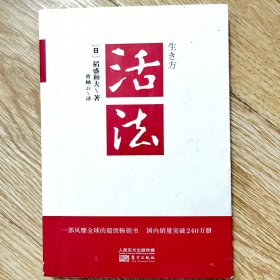 生き方
活法
[日] 稻盛和夫 著
曹岫云 译
一部风靡全球的超级畅销书 国内销量突破240万册
人民东方出版传媒
东方出版社